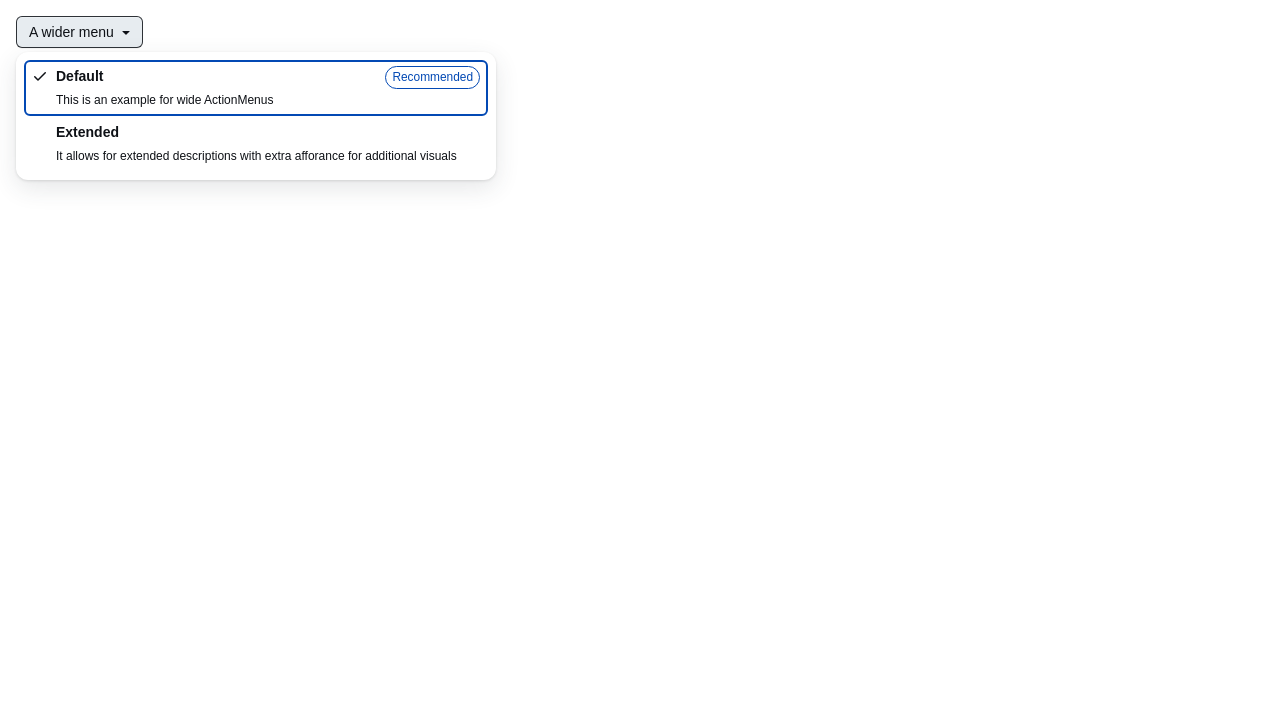 A wider menu
Default
Recommended
This is an example for wide ActionMenus
Extended
It allows for extended descriptions with extra afforance for additional visuals